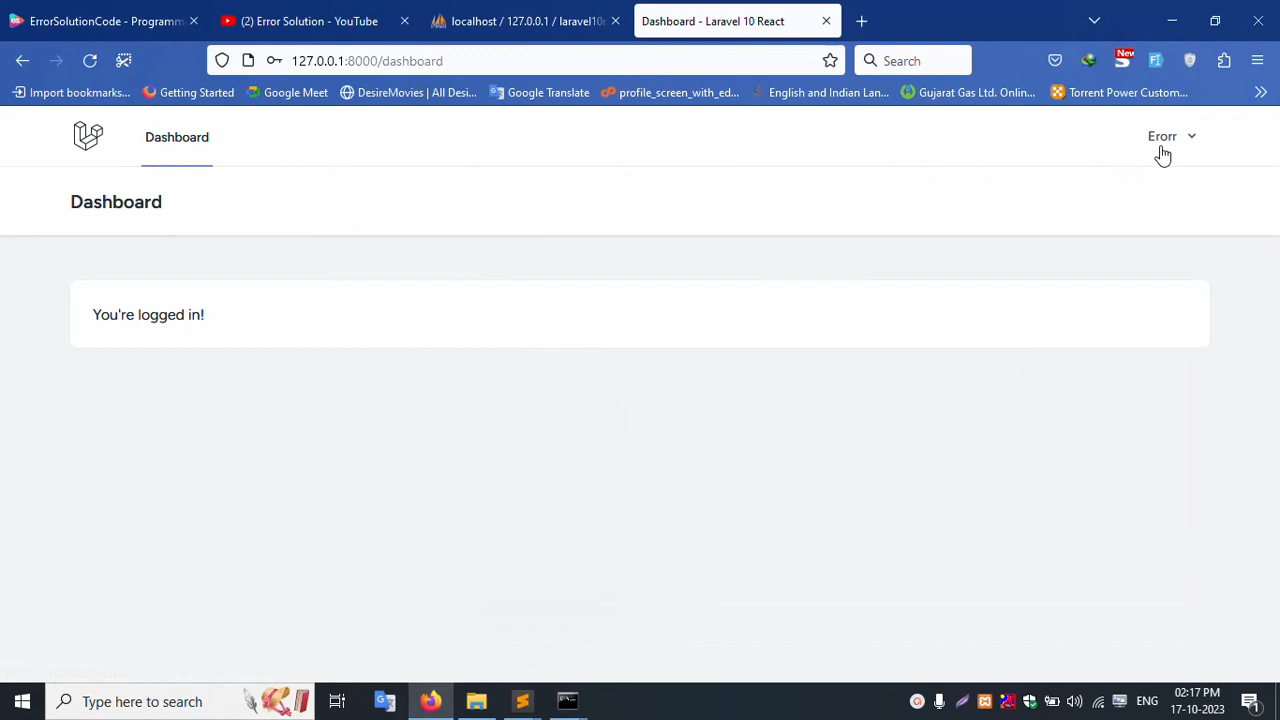 ErrorSolutionCode - Programm
(2) Error Solution - YouTube
localhost / 127.0.0.1 / laravel10r
Dashboard - Laravel 10 React
127.0.0.1:8000/dashboard
Search
New
Import bookmarks...
Getting Started
Google Meet
DesireMovies | All Desi...
Google Translate
profile_screen_with_ed...
English and Indian Lan...
Gujarat Gas Ltd. Onlin...
Torrent Power Custom...
Dashboard
Erorr
Dashboard
You're logged in!
Type here to search
ENG
02:17 PM
17-10-2023
1